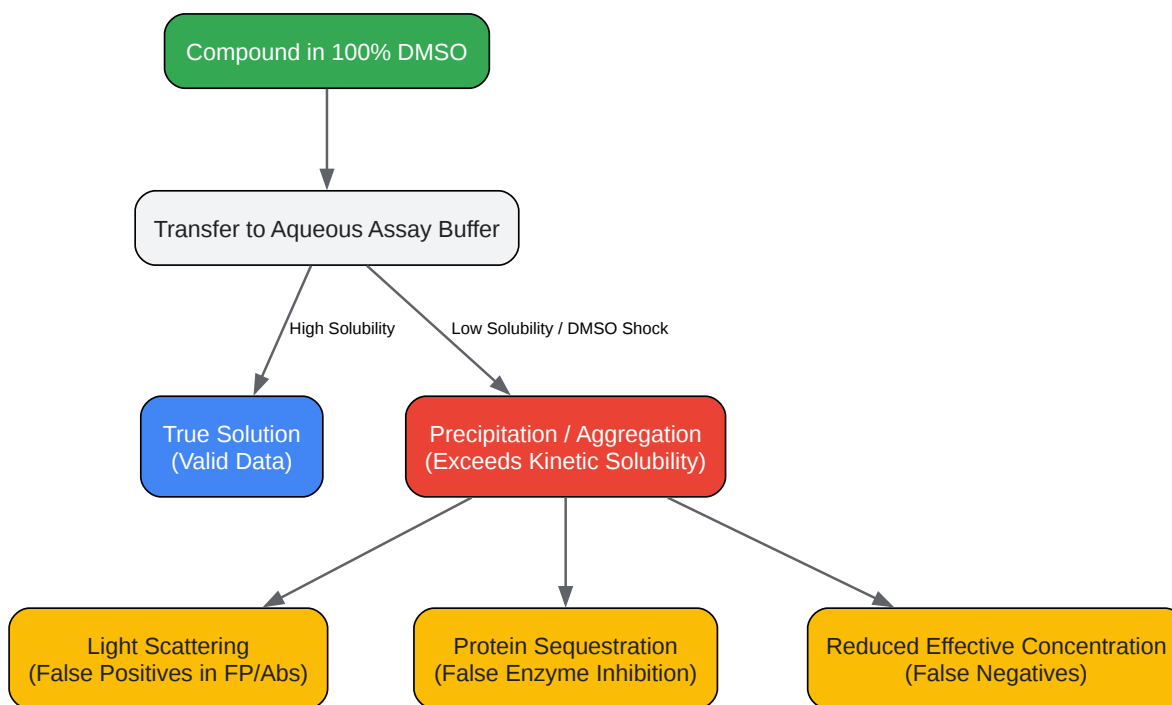 Compound in 100% DMSO
Transfer to Aqueous Assay Buffer
High Solubility
Low Solubility / DMSO Shock
True Solution
(Valid Data)
Precipitation / Aggregation
(Exceeds Kinetic Solubility)
Light Scattering
(False Positives in FP/Abs)
Protein Sequestration
(False Enzyme Inhibition)
Reduced Effective Concentration
(False Negatives)